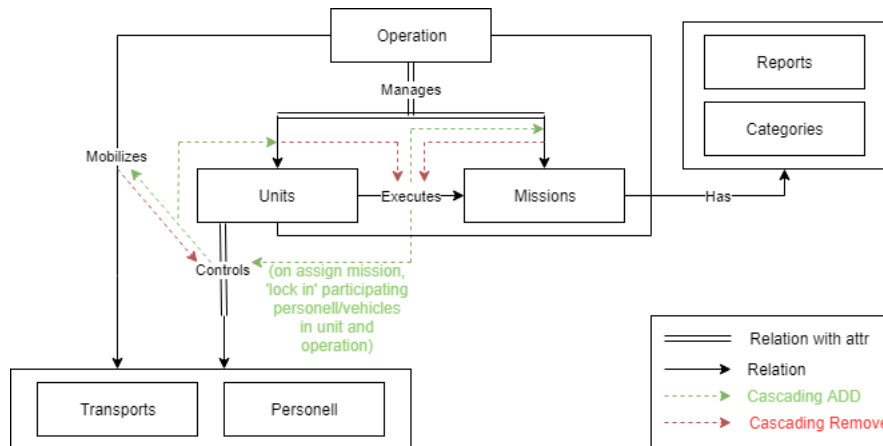 Operation
Manages
Reports
Categories
Mobilizes
Units
Executes
Missions
Has
Controls
(on assign mission,
'lock in' participating
personell/vehicles
in unit and
operation)
Transports
Personell
Relation with attr
Relation
Cascading ADD
Cascading Remove